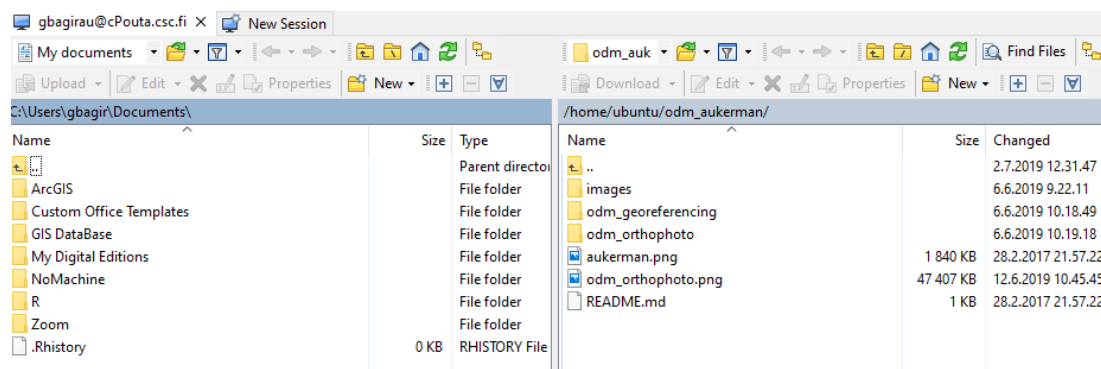 gbagirau@cPouta.csc.fi × New Session
My documents
Upload Edit Properties New
C:\Users\gbagir\Documents\
Name Size Type
.. Parent director
ArcGIS File folder
Custom Office Templates File folder
GIS DataBase File folder
My Digital Editions File folder
NoMachine File folder
R File folder
Zoom File folder
.Rhistory 0 KB RHISTORY File
odm_auk Find Files
Download Edit Properties New
/home/ubuntu/odm_aukerman/
Name Size Changed
.. 2.7.2019 12.31.47
images 6.6.2019 9.22.11
odm_georeferencing 6.6.2019 10.18.49
odm_orthophoto 6.6.2019 10.19.18
aukerman.png 1 840 KB 28.2.2017 21.57.22
odm_orthophoto.png 47 407 KB 12.6.2019 10.45.45
README.md 1 KB 28.2.2017 21.57.22